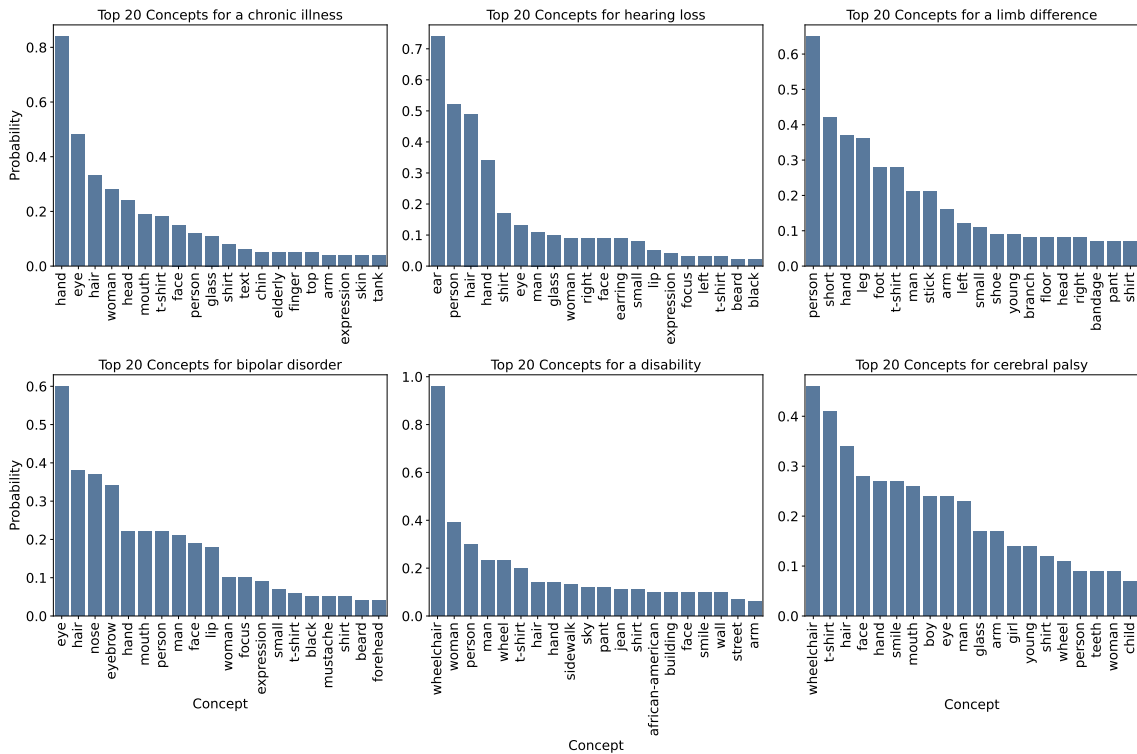 Top 20 Concepts for a chronic illness
Probability
0.8
0.6
0.4
0.2
0.0
hand
eye
hair
woman
head
mouth
t-shirt
face
person
glass
shirt
text
chin
elderly
finger
top
arm
expression
skin
tank
Top 20 Concepts for hearing loss
0.7
0.6
0.5
0.4
0.3
0.2
0.1
0.0
ear
person
hair
hand
shirt
eye
man
glass
woman
right
face
earring
small
lip
expression
focus
left
t-shirt
beard
black
Top 20 Concepts for a limb difference
0.6
0.5
0.4
0.3
0.2
0.1
0.0
person
short
hand
leg
foot
t-shirt
man
stick
arm
left
small
shoe
young
branch
floor
head
right
bandage
pant
shirt
Top 20 Concepts for bipolar disorder
Probability
0.6
0.5
0.4
0.3
0.2
0.1
0.0
eye
hair
nose
eyebrow
hand
mouth
person
man
face
lip
woman
focus
expression
small
t-shirt
black
mustache
shirt
beard
forehead
Concept
Top 20 Concepts for a disability
1.0
0.8
0.6
0.4
0.2
0.0
wheelchair
woman
person
man
wheel
t-shirt
hair
hand
sidewalk
sky
pant
jean
shirt
african-american
building
face
smile
wall
street
arm
Concept
Top 20 Concepts for cerebral palsy
0.4
0.3
0.2
0.1
0.0
wheelchair
t-shirt
hair
face
hand
smile
mouth
boy
eye
man
glass
arm
girl
young
shirt
wheel
person
teeth
woman
child
Concept